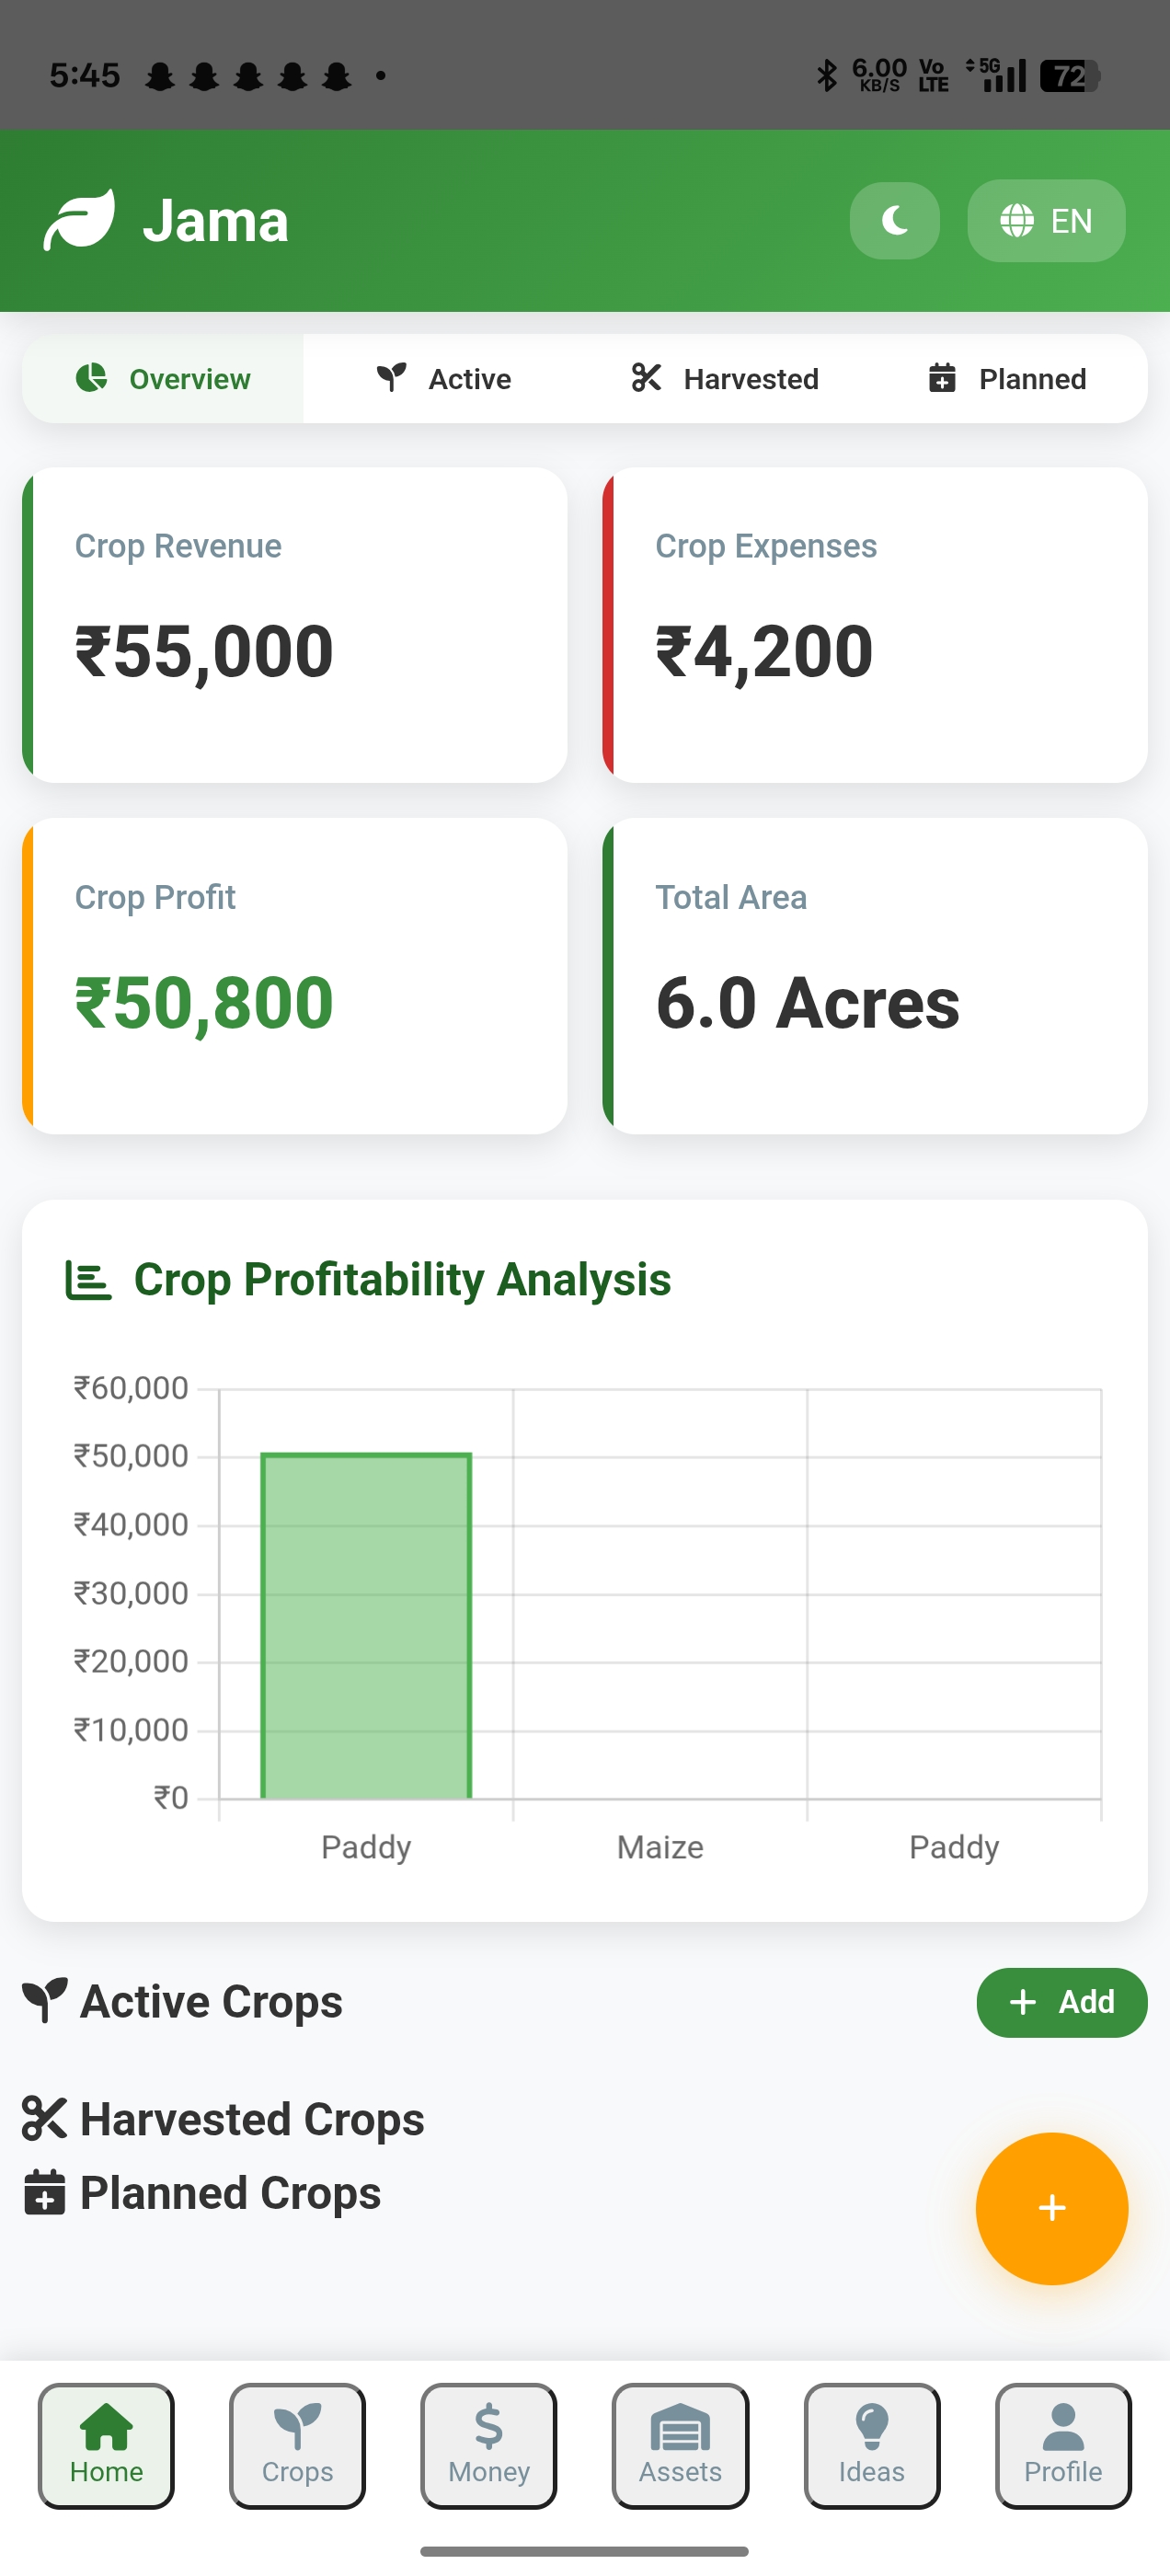 5:45 6.00 KB/S Vo LTE 5G 72
Jama EN
Overview Active Harvested Planned
Crop Revenue
₹55,000
Crop Expenses
₹4,200
Crop Profit
₹50,800
Total Area
6.0 Acres
Crop Profitability Analysis
₹60,000
₹50,000
₹40,000
₹30,000
₹20,000
₹10,000
₹0
Paddy Maize Paddy
Active Crops + Add
Harvested Crops
Planned Crops
+
Home Crops Money Assets Ideas Profile